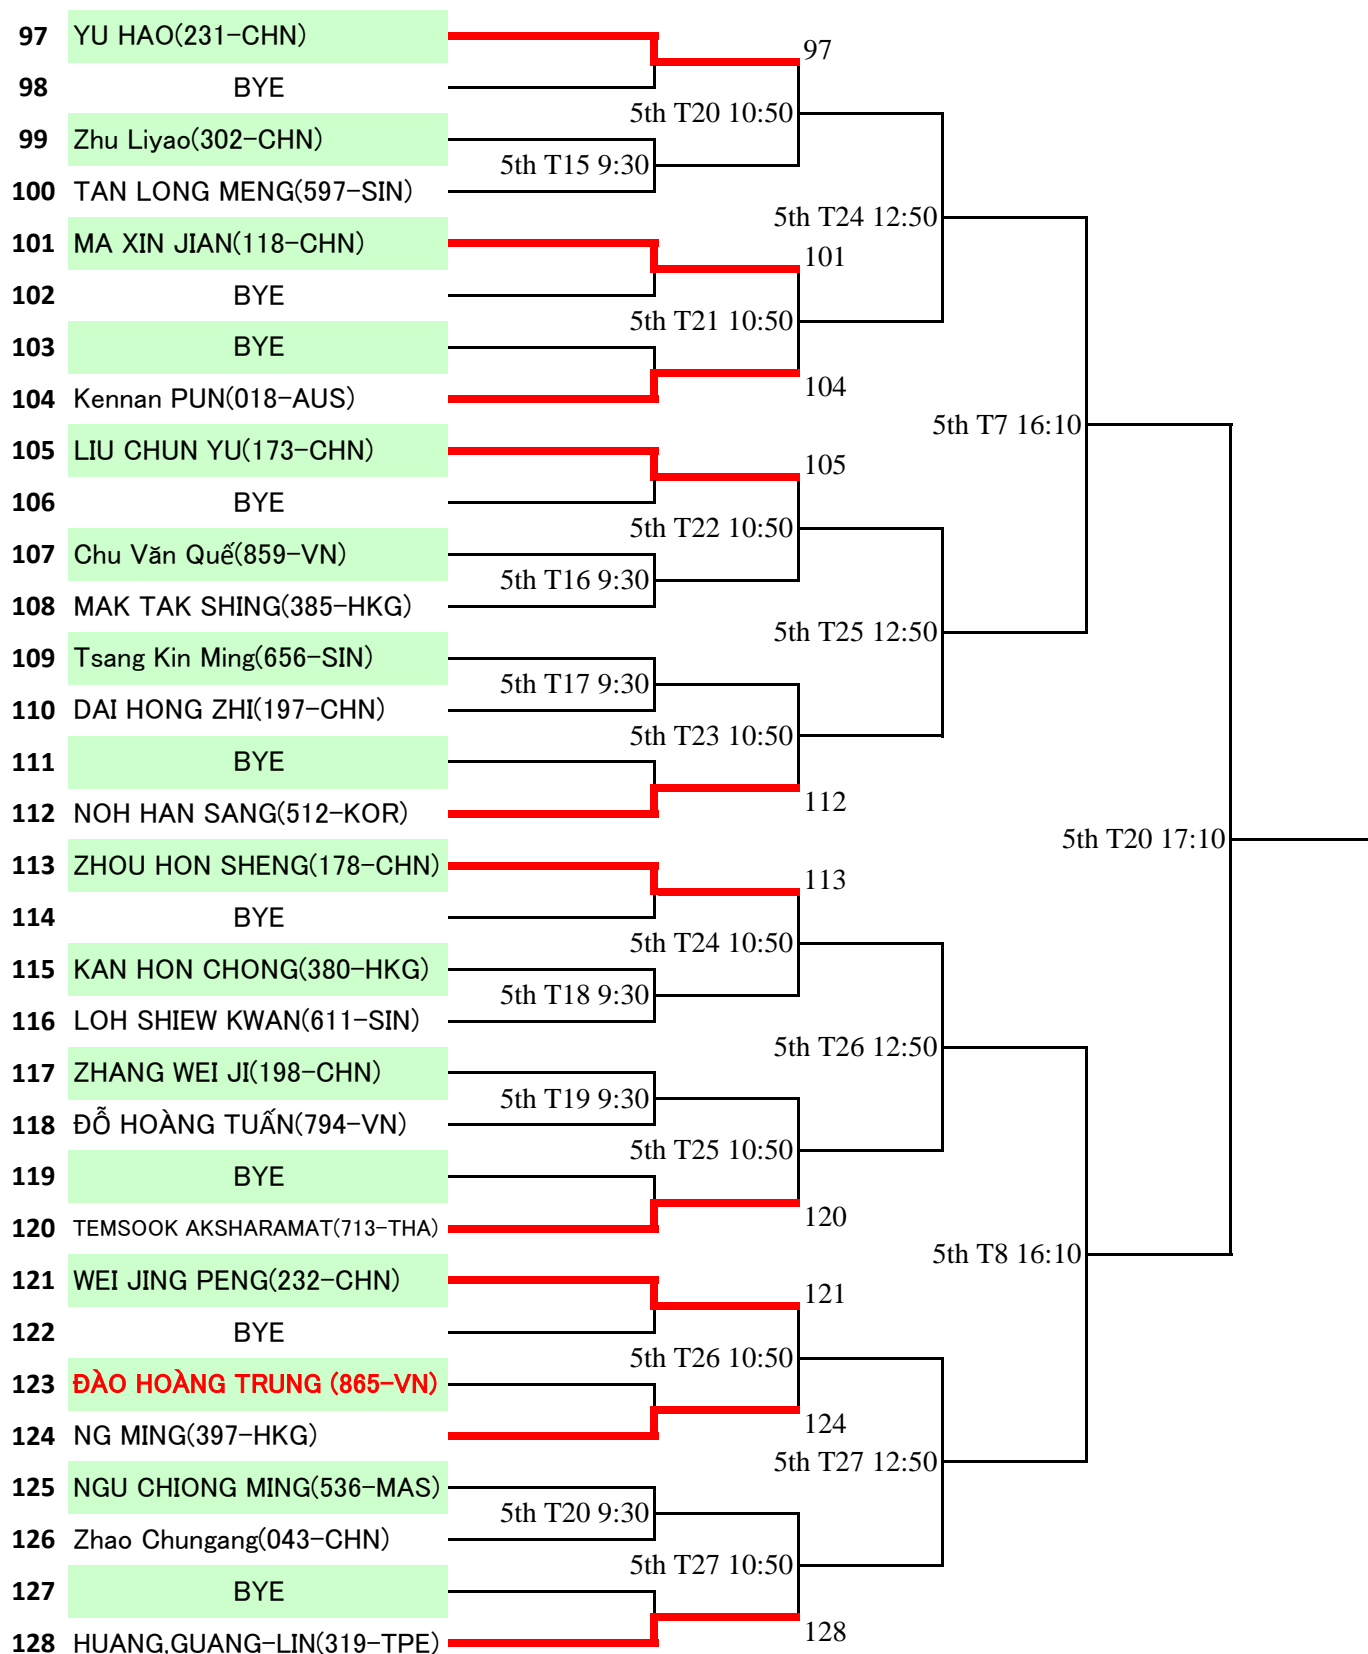 97 YU HAO(231-CHN)
97
98 BYE
5th T20 10:50
99 Zhu Liyao(302-CHN)
5th T15 9:30
100 TAN LONG MENG(597-SIN)
5th T24 12:50
101 MA XIN JIAN(118-CHN)
101
102 BYE
5th T21 10:50
103 BYE
104
104 Kennan PUN(018-AUS)
5th T7 16:10
105 LIU CHUN YU(173-CHN)
105
106 BYE
5th T22 10:50
107 Chu Văn Quế(859-VN)
5th T16 9:30
108 MAK TAK SHING(385-HKG)
5th T25 12:50
109 Tsang Kin Ming(656-SIN)
5th T17 9:30
110 DAI HONG ZHI(197-CHN)
5th T23 10:50
111 BYE
112
112 NOH HAN SANG(512-KOR)
5th T20 17:10
113 ZHOU HON SHENG(178-CHN)
113
114 BYE
5th T24 10:50
115 KAN HON CHONG(380-HKG)
5th T18 9:30
116 LOH SHIEW KWAN(611-SIN)
5th T26 12:50
117 ZHANG WEI JI(198-CHN)
5th T19 9:30
118 ĐỖ HOÀNG TUẤN(794-VN)
5th T25 10:50
119 BYE
120
120 TEMSOOK AKSHARAMAT(713-THA)
5th T8 16:10
121 WEI JING PENG(232-CHN)
121
122 BYE
5th T26 10:50
123 ĐÀO HOÀNG TRUNG (865-VN)
124
124 NG MING(397-HKG)
5th T27 12:50
125 NGU CHIONG MING(536-MAS)
5th T20 9:30
126 Zhao Chungang(043-CHN)
5th T27 10:50
127 BYE
128
128 HUANG,GUANG-LIN(319-TPE)